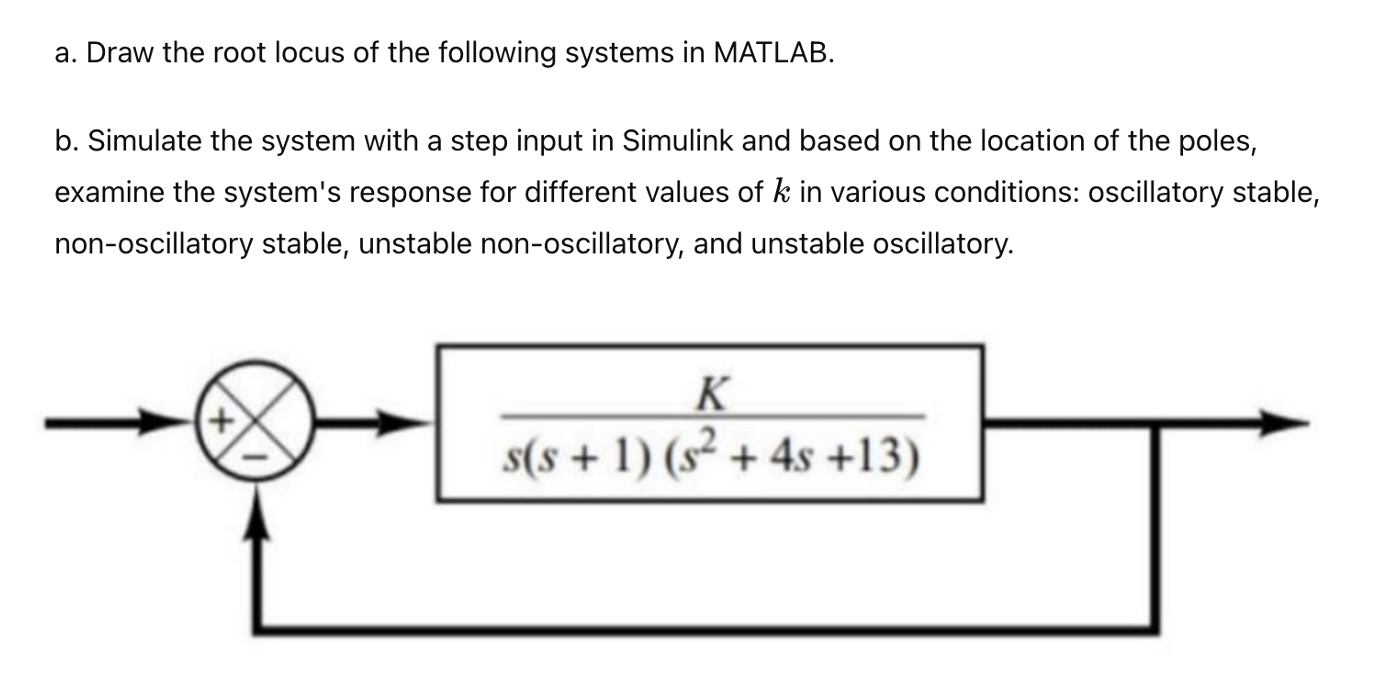 a. Draw the root locus of the following systems in MATLAB.
b. Simulate the system with a step input in Simulink and based on the location of the poles,
examine the system's response for different values of k in various conditions: oscillatory stable,
non-oscillatory stable, unstable non-oscillatory, and unstable oscillatory.
K
+
s(s + 1) (s² + 4s +13)
−